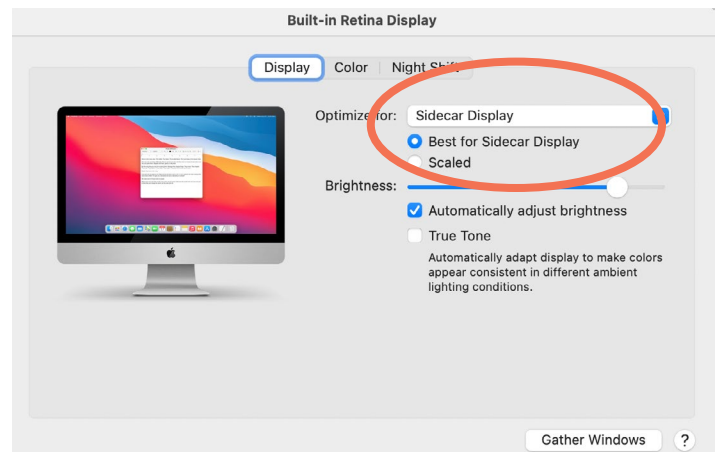 Built-in Retina Display
Display Color Night Shift
Optimize for: Sidecar Display
Best for Sidecar Display
Scaled
Brightness:
Automatically adjust brightness
True Tone
Automatically adapt display to make colors
appear consistent in different ambient
lighting conditions.
Gather Windows ?